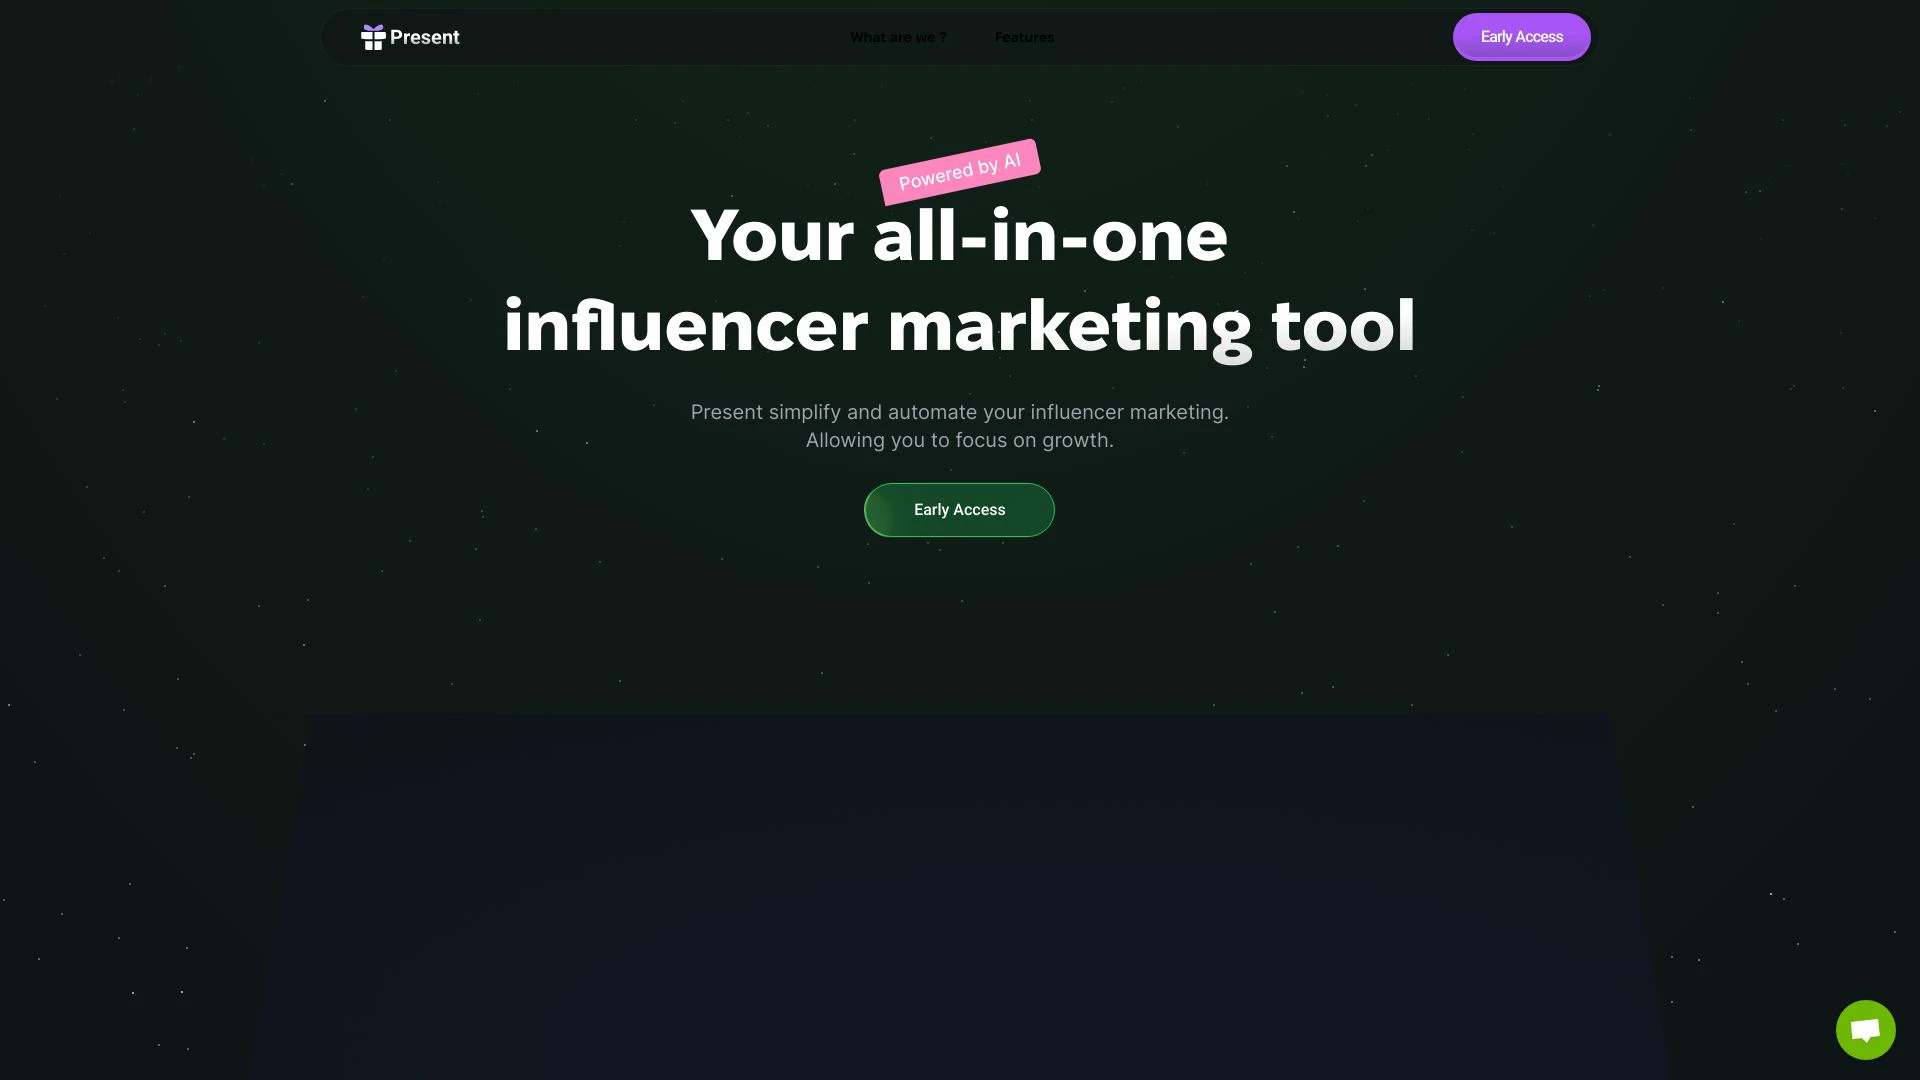 Present
What are we ?
Features
Early Access
Powered by AI
Your all-in-one
influencer marketing tool
Present simplify and automate your influencer marketing.
Allowing you to focus on growth.
Early Access